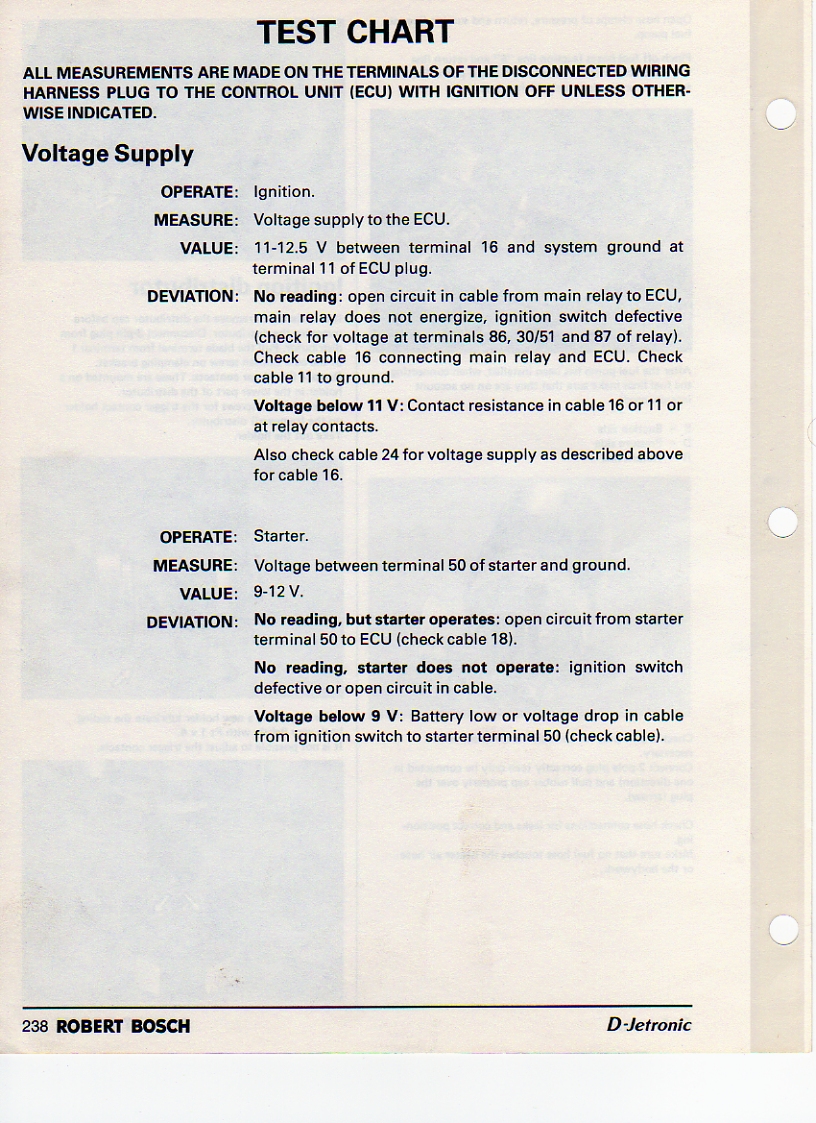 TEST CHART
ALL MEASUREMENTS ARE MADE ON THE TERMINALS OF THE DISCONNECTED WIRING
HARNESS PLUG TO THE CONTROL UNIT (ECU) WITH IGNITION OFF UNLESS OTHER-
WISE INDICATED.
Voltage Supply
OPERATE: Ignition.
MEASURE: Voltage supply to the ECU.
VALUE: 11-12.5 V between terminal 16 and system ground at
terminal 11 of ECU plug.
DEVIATION: No reading: open circuit in cable from main relay to ECU,
main relay does not energize, ignition switch defective
(check for voltage at terminals 86, 30/51 and 87 of relay).
Check cable 16 connecting main relay and ECU. Check
cable 11 to ground.
Voltage below 11 V: Contact resistance in cable 16 or 11 or
at relay contacts.
Also check cable 24 for voltage supply as described above
for cable 16.
OPERATE: Starter.
MEASURE: Voltage between terminal 50 of starter and ground.
VALUE: 9-12 V.
DEVIATION: No reading, but starter operates: open circuit from starter
terminal 50 to ECU (check cable 18).
No reading, starter does not operate: ignition switch
defective or open circuit in cable.
Voltage below 9 V: Battery low or voltage drop in cable
from ignition switch to starter terminal 50 (check cable).
238 ROBERT BOSCH
D-Jetronic